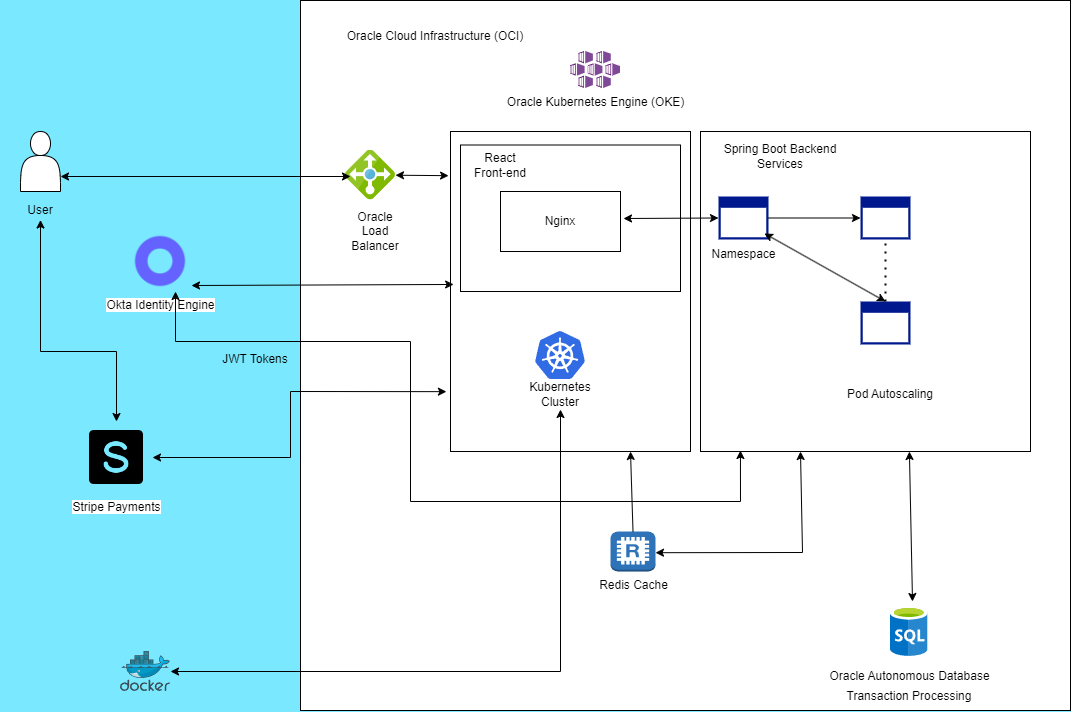 Oracle Cloud Infrastructure (OCI)
Oracle Kubernetes Engine (OKE)
React
Front-end
Spring Boot Backend
Services
Nginx
User
Oracle
Load
Balancer
Namespace
Okta Identity Engine
JWT Tokens
Kubernetes
Cluster
Pod Autoscaling
S
Stripe Payments
R
Redis Cache
SQL
docker
Oracle Autonomous Database
Transaction Processing